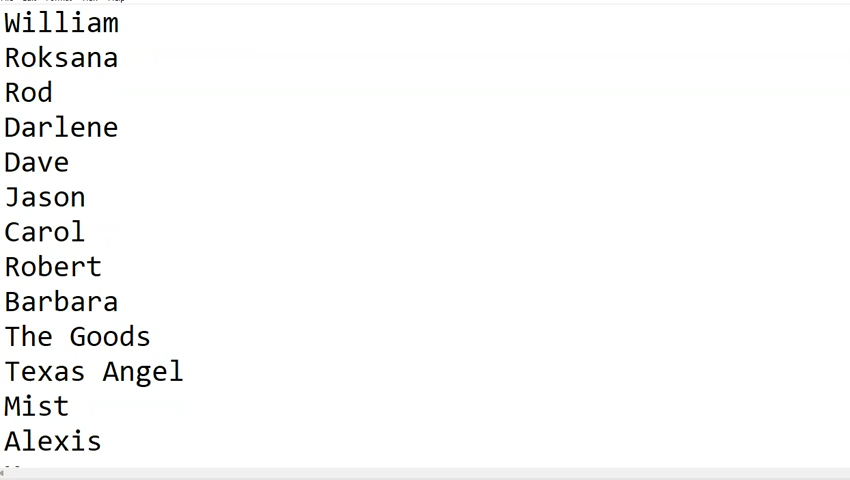 William
Roksana
Rod
Darlene
Dave
Jason
Carol
Robert
Barbara
The Goods
Texas Angel
Mist
Alexis